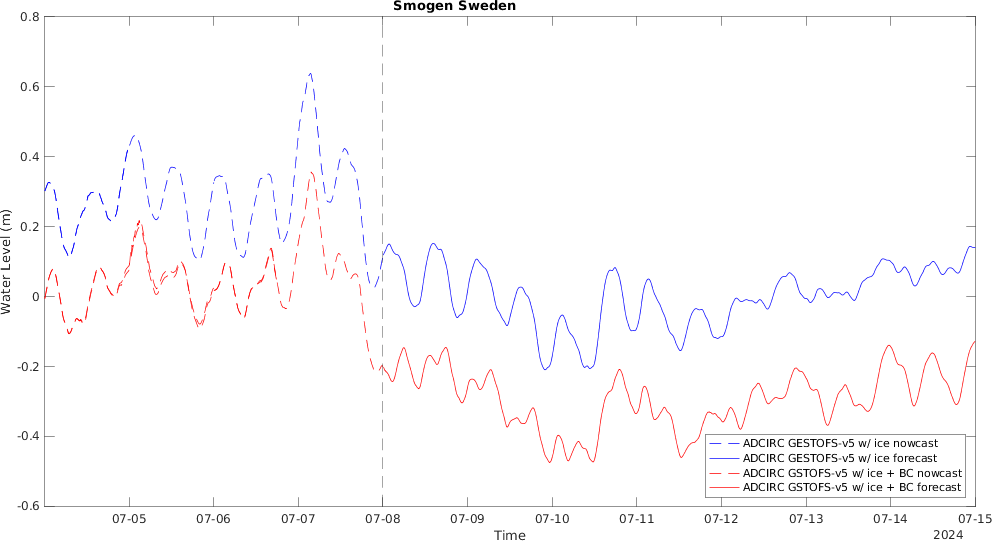 Smogen Sweden
0.8
0.6
0.4
0.2
0
-0.2
-0.4
-0.6
Water Level (m)
07-05 07-06 07-07 07-08 07-09 07-10 07-11 07-12 07-13 07-14 07-15
Time
2024
ADCIRC GESTOFS-v5 w/ ice nowcast
ADCIRC GESTOFS-v5 w/ ice forecast
ADCIRC GSTOFS-v5 w/ ice + BC nowcast
ADCIRC GSTOFS-v5 w/ ice + BC forecast